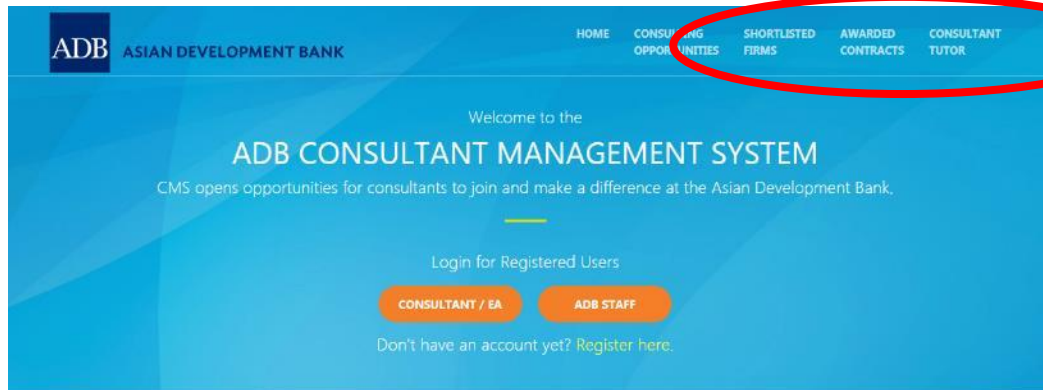 ADB ASIAN DEVELOPMENT BANK
HOME
CONSULTING
OPPORTUNITIES
SHORTLISTED
FIRMS
AWARDED
CONTRACTS
CONSULTANT
TUTOR
Welcome to the
ADB CONSULTANT MANAGEMENT SYSTEM
CMS opens opportunities for consultants to join and make a difference at the Asian Development Bank.
Login for Registered Users
CONSULTANT / EA
ADB STAFF
Don't have an account yet? Register here.